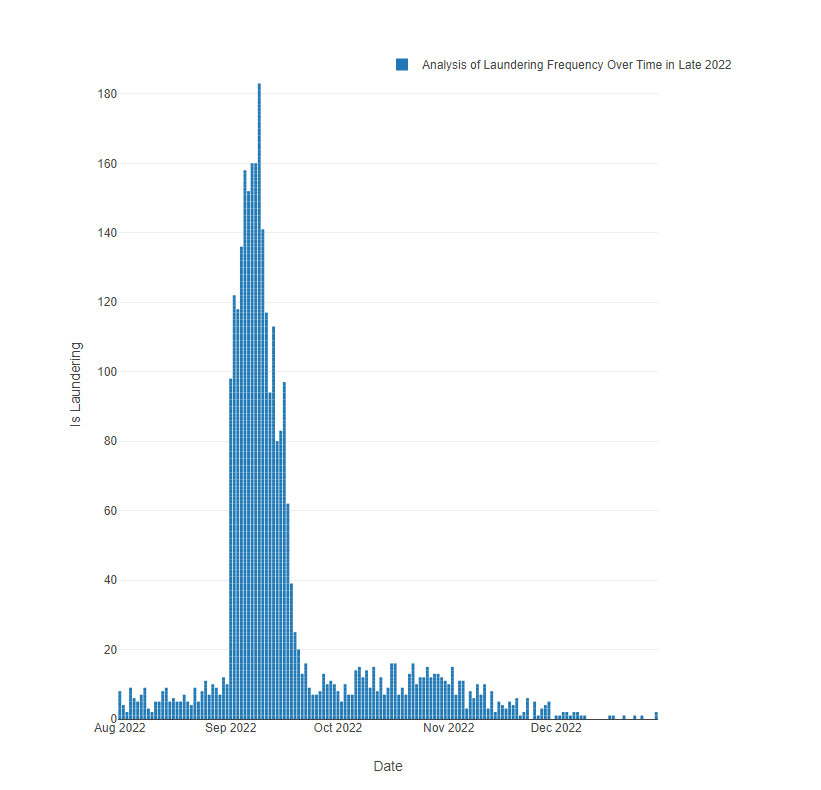 Analysis of Laundering Frequency Over Time in Late 2022
180
160
140
120
100
80
60
40
20
0
Is Laundering
Aug 2022 Sep 2022 Oct 2022 Nov 2022 Dec 2022
Date